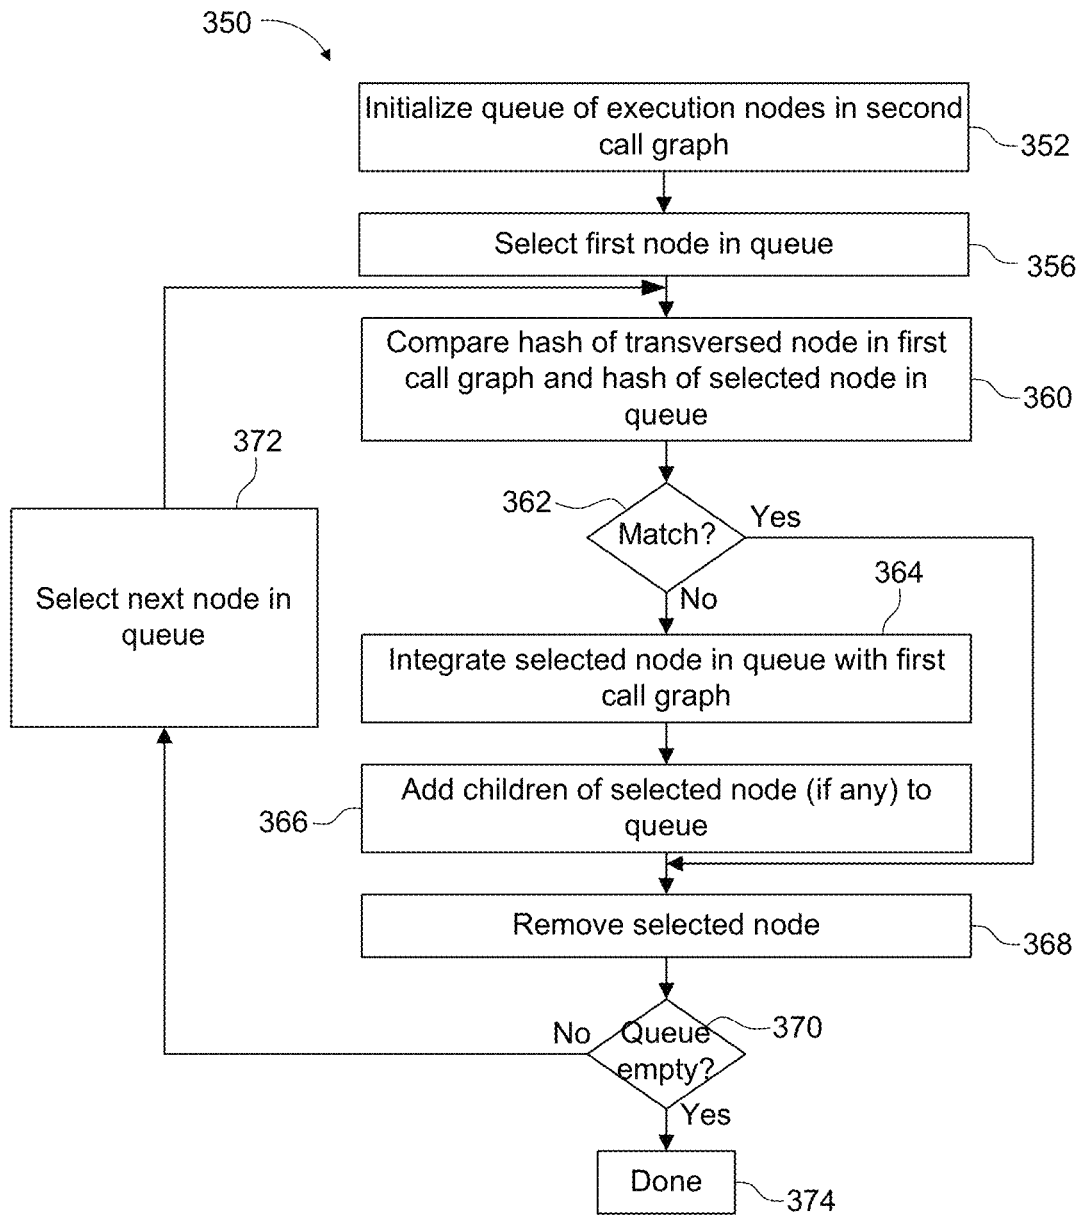 350
Initialize queue of execution nodes in second
call graph
352
Select first node in queue
356
Compare hash of transversed node in first
call graph and hash of selected node in
queue
360
372
Select next node in
queue
362
Match?
Yes
No
364
Integrate selected node in queue with first
call graph
Add children of selected node (if any) to
queue
366
Remove selected node
368
No
Queue
empty?
370
Yes
Done
374